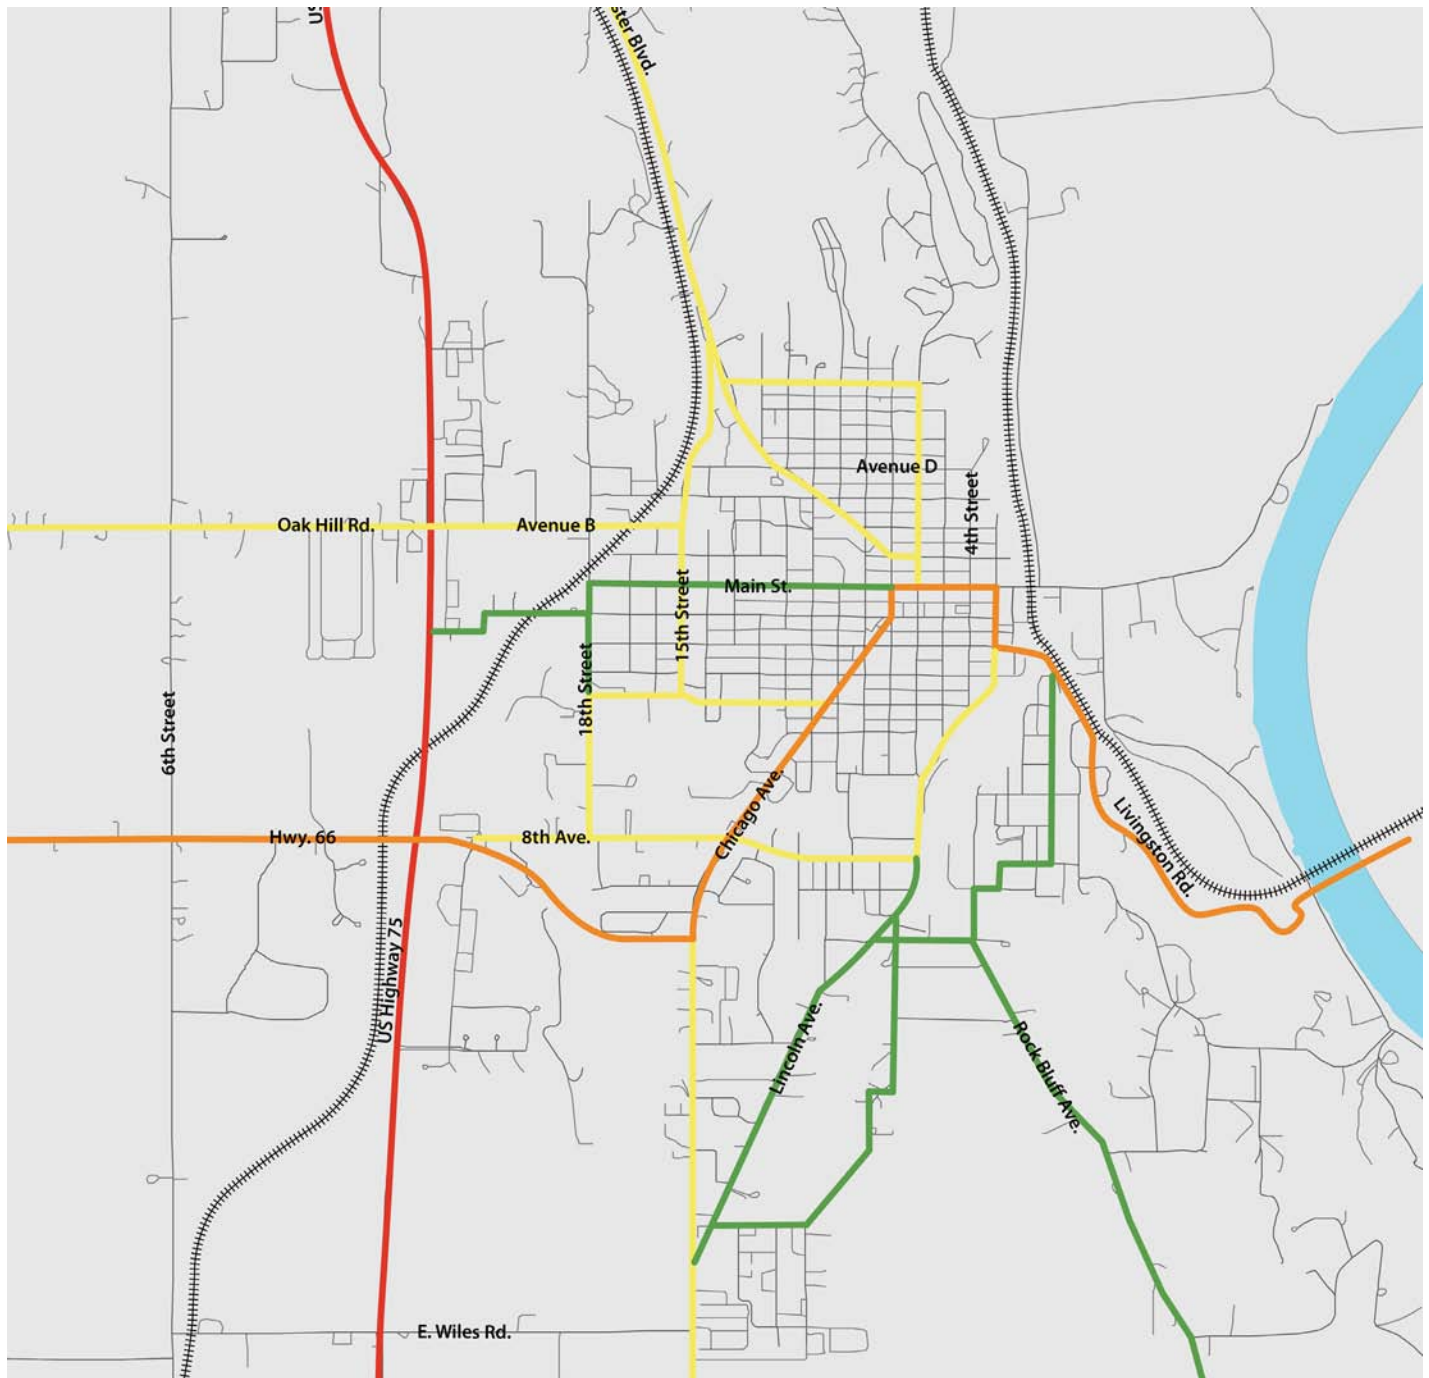 US
ster Blvd.
Avenue D
4th Street
Oak Hill Rd.
Avenue B
Main St.
15th Street
18th Street
6th Street
Hwy. 66
8th Ave.
Chicago Ave.
Livingston Rd.
US Highway 75
Lincoln Ave.
Rock Bluff Ave.
E. Wiles Rd.